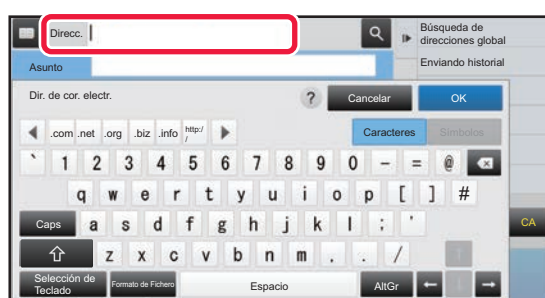 Direcc.
Búsqueda de
direcciones global
Asunto
Enviando historial
Dir. de cor. electr.
?
Cancelar
OK
.com .net .org .biz .info http:/
/
Caracteres
Símbolos
` 1 2 3 4 5 6 7 8 9 0 - = @
q w e r t y u i o p [ ] #
Caps a s d f g h j k l ; '
CA
z x c v b n m . . /
Selección de
Teclado
Formato de Fichero
Espacio
AltGr